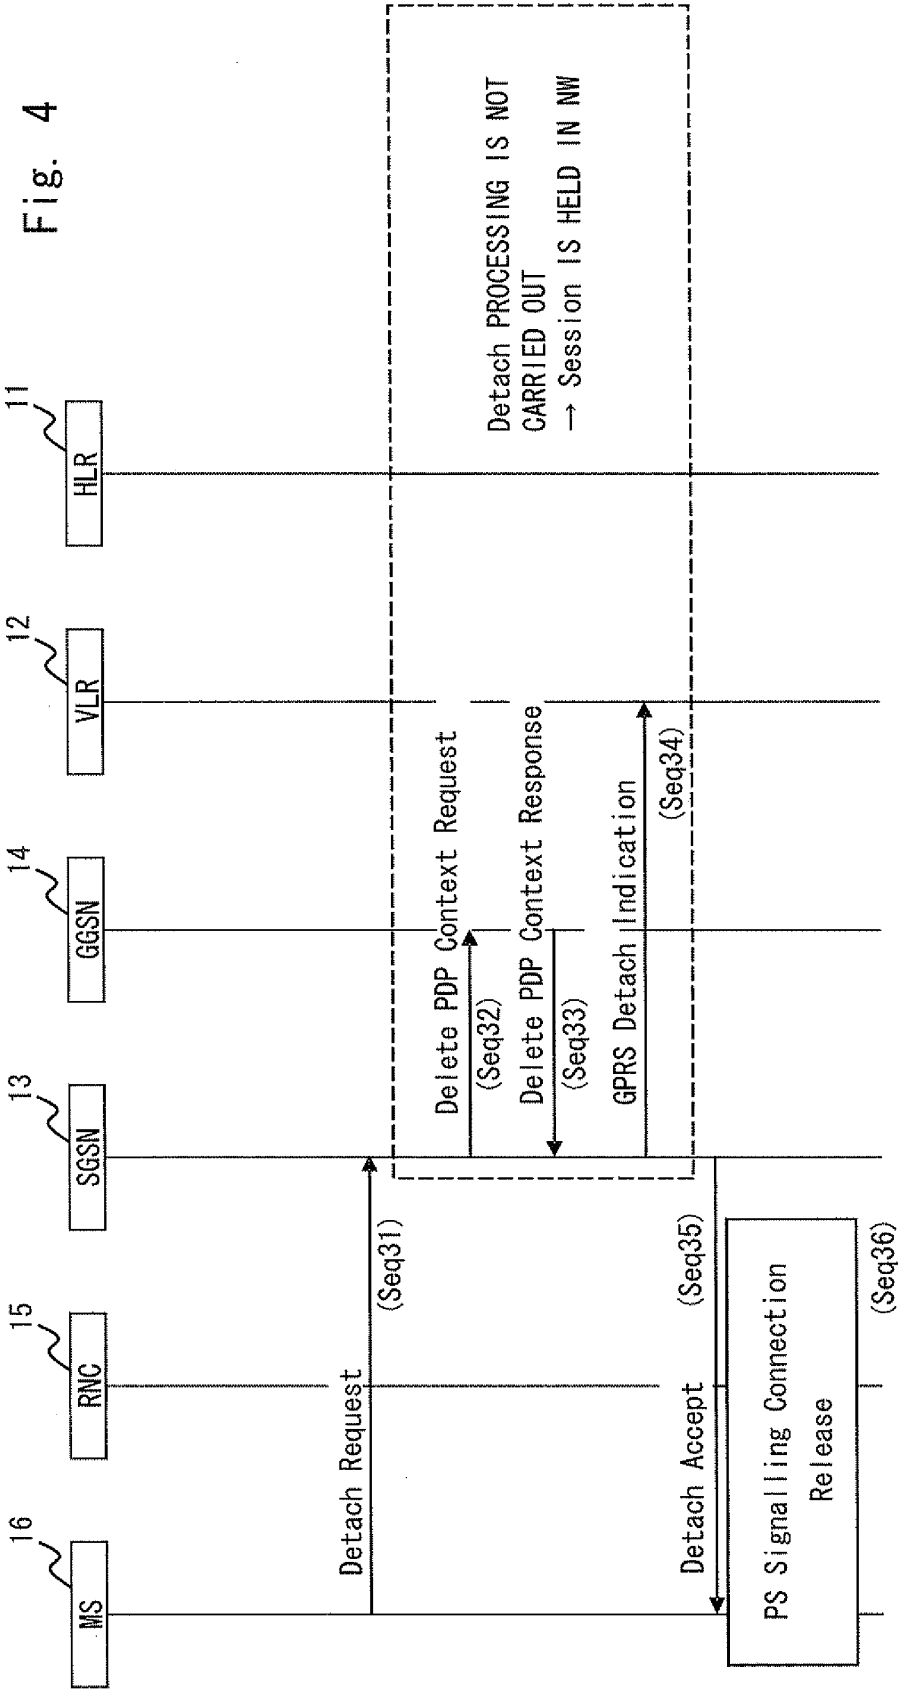 Fig. 4
16
15
13
14
12
11
MS
RNC
SGSN
GGSN
VLR
HLR
Detach Request
(Seq31)
Delete PDP Context Request
(Seq32)
Delete PDP Context Response
(Seq33)
GPRS Detach Indication
(Seq34)
Detach PROCESSING IS NOT
CARRIED OUT
→ Session IS HELD IN NW
Detach Accept
(Seq35)
PS Signalling Connection
Release
(Seq36)